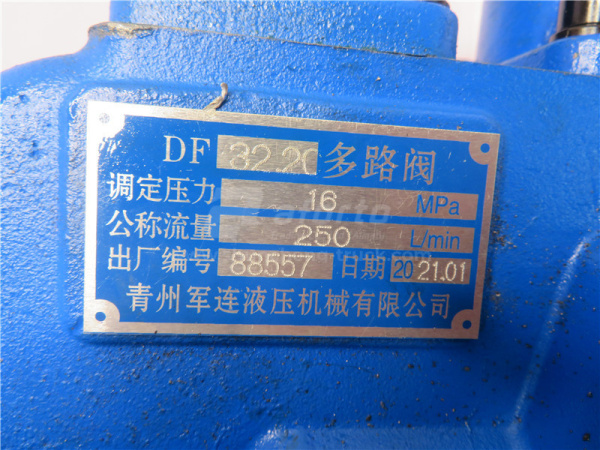 DF 32.20 多路阀
调定压力 16 MPa
公称流量 250 L/min
出厂编号 88557 日期 2021.01
青州军连液压机械有限公司